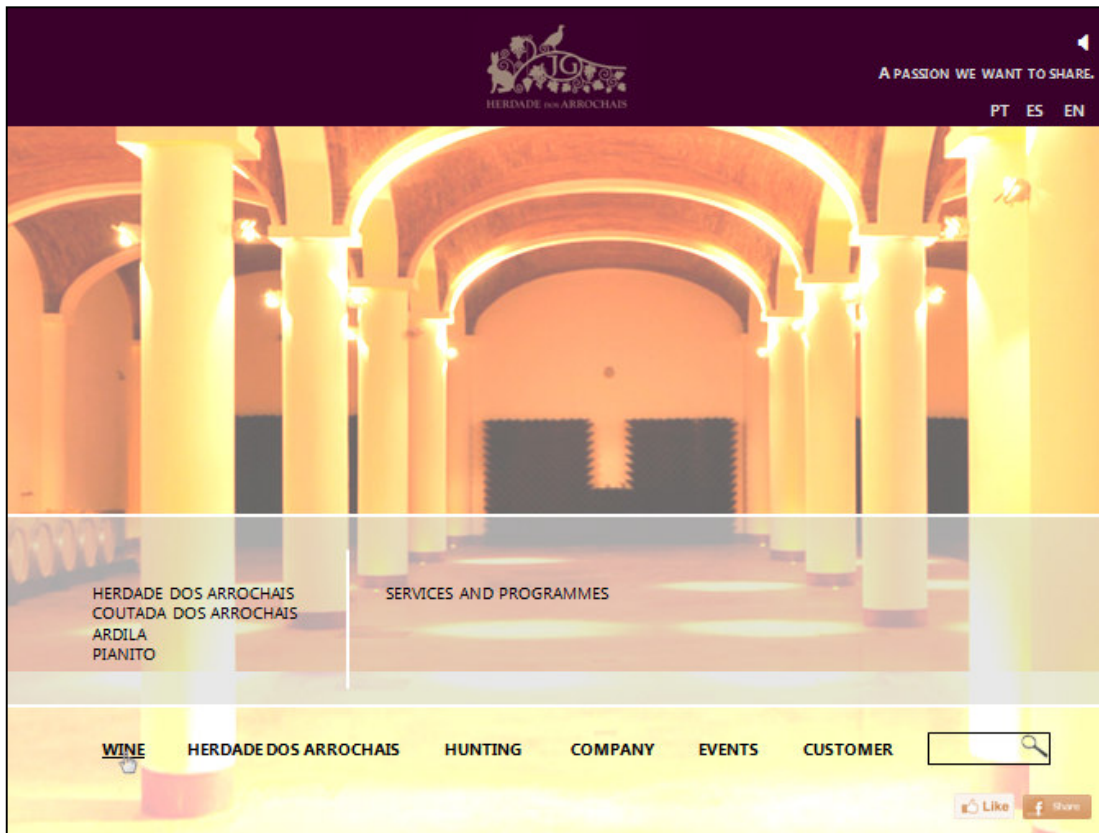 JG
HERDADE DOS ARROCHAIS
A PASSION WE WANT TO SHARE.
PT ES EN
HERDADE DOS ARROCHAIS
COUTADA DOS ARROCHAIS
ARDILA
PIANITO
SERVICES AND PROGRAMMES
WINE HERDADE DOS ARROCHAIS HUNTING COMPANY EVENTS CUSTOMER
Like f Share